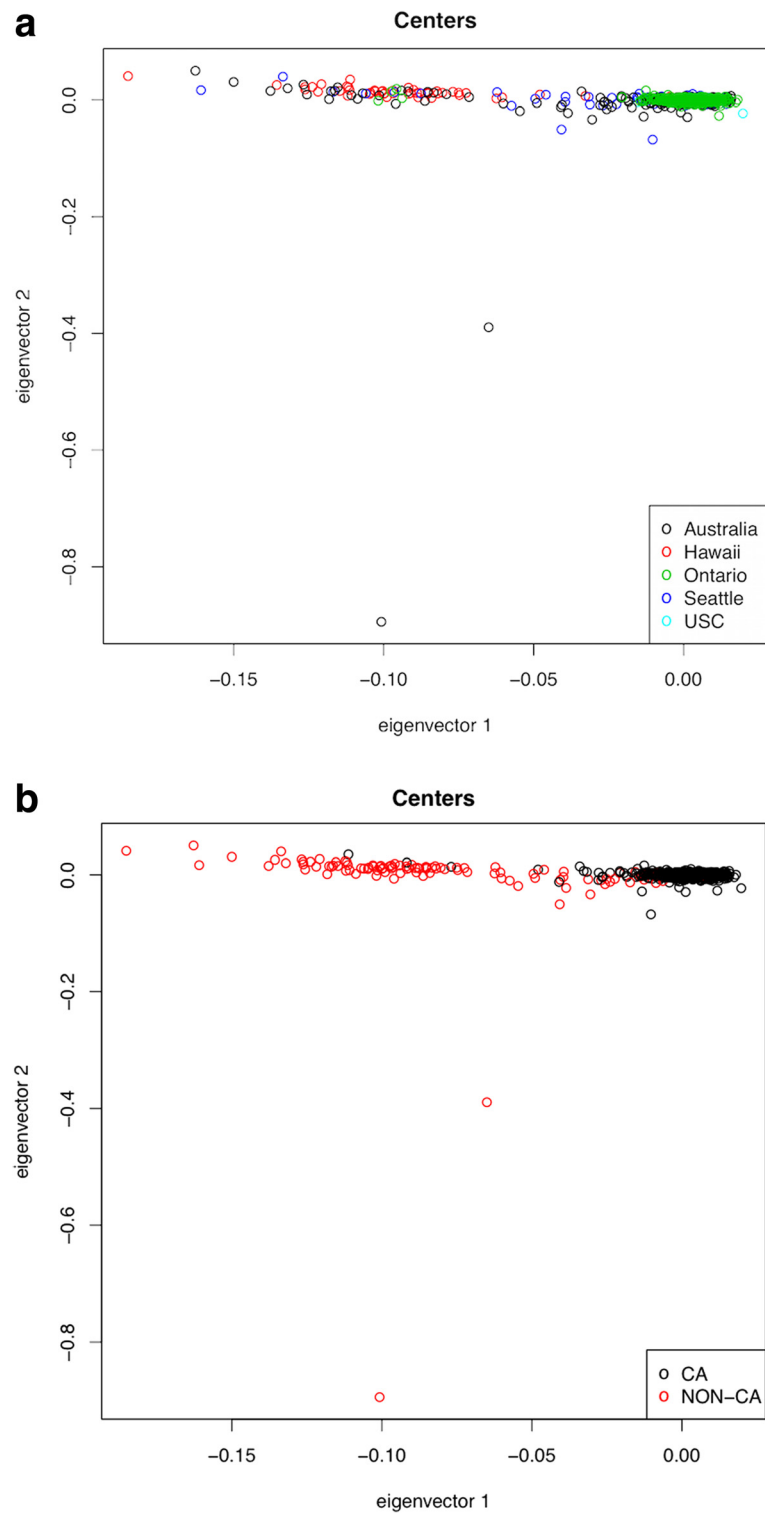 a
Centers
0.0
−0.2
−0.4
−0.6
−0.8
eigenvector 2
−0.15
−0.10
−0.05
0.00
eigenvector 1
Australia
Hawaii
Ontario
Seattle
USC
b
Centers
0.0
−0.2
−0.4
−0.6
−0.8
eigenvector 2
−0.15
−0.10
−0.05
0.00
eigenvector 1
CA
NON−CA